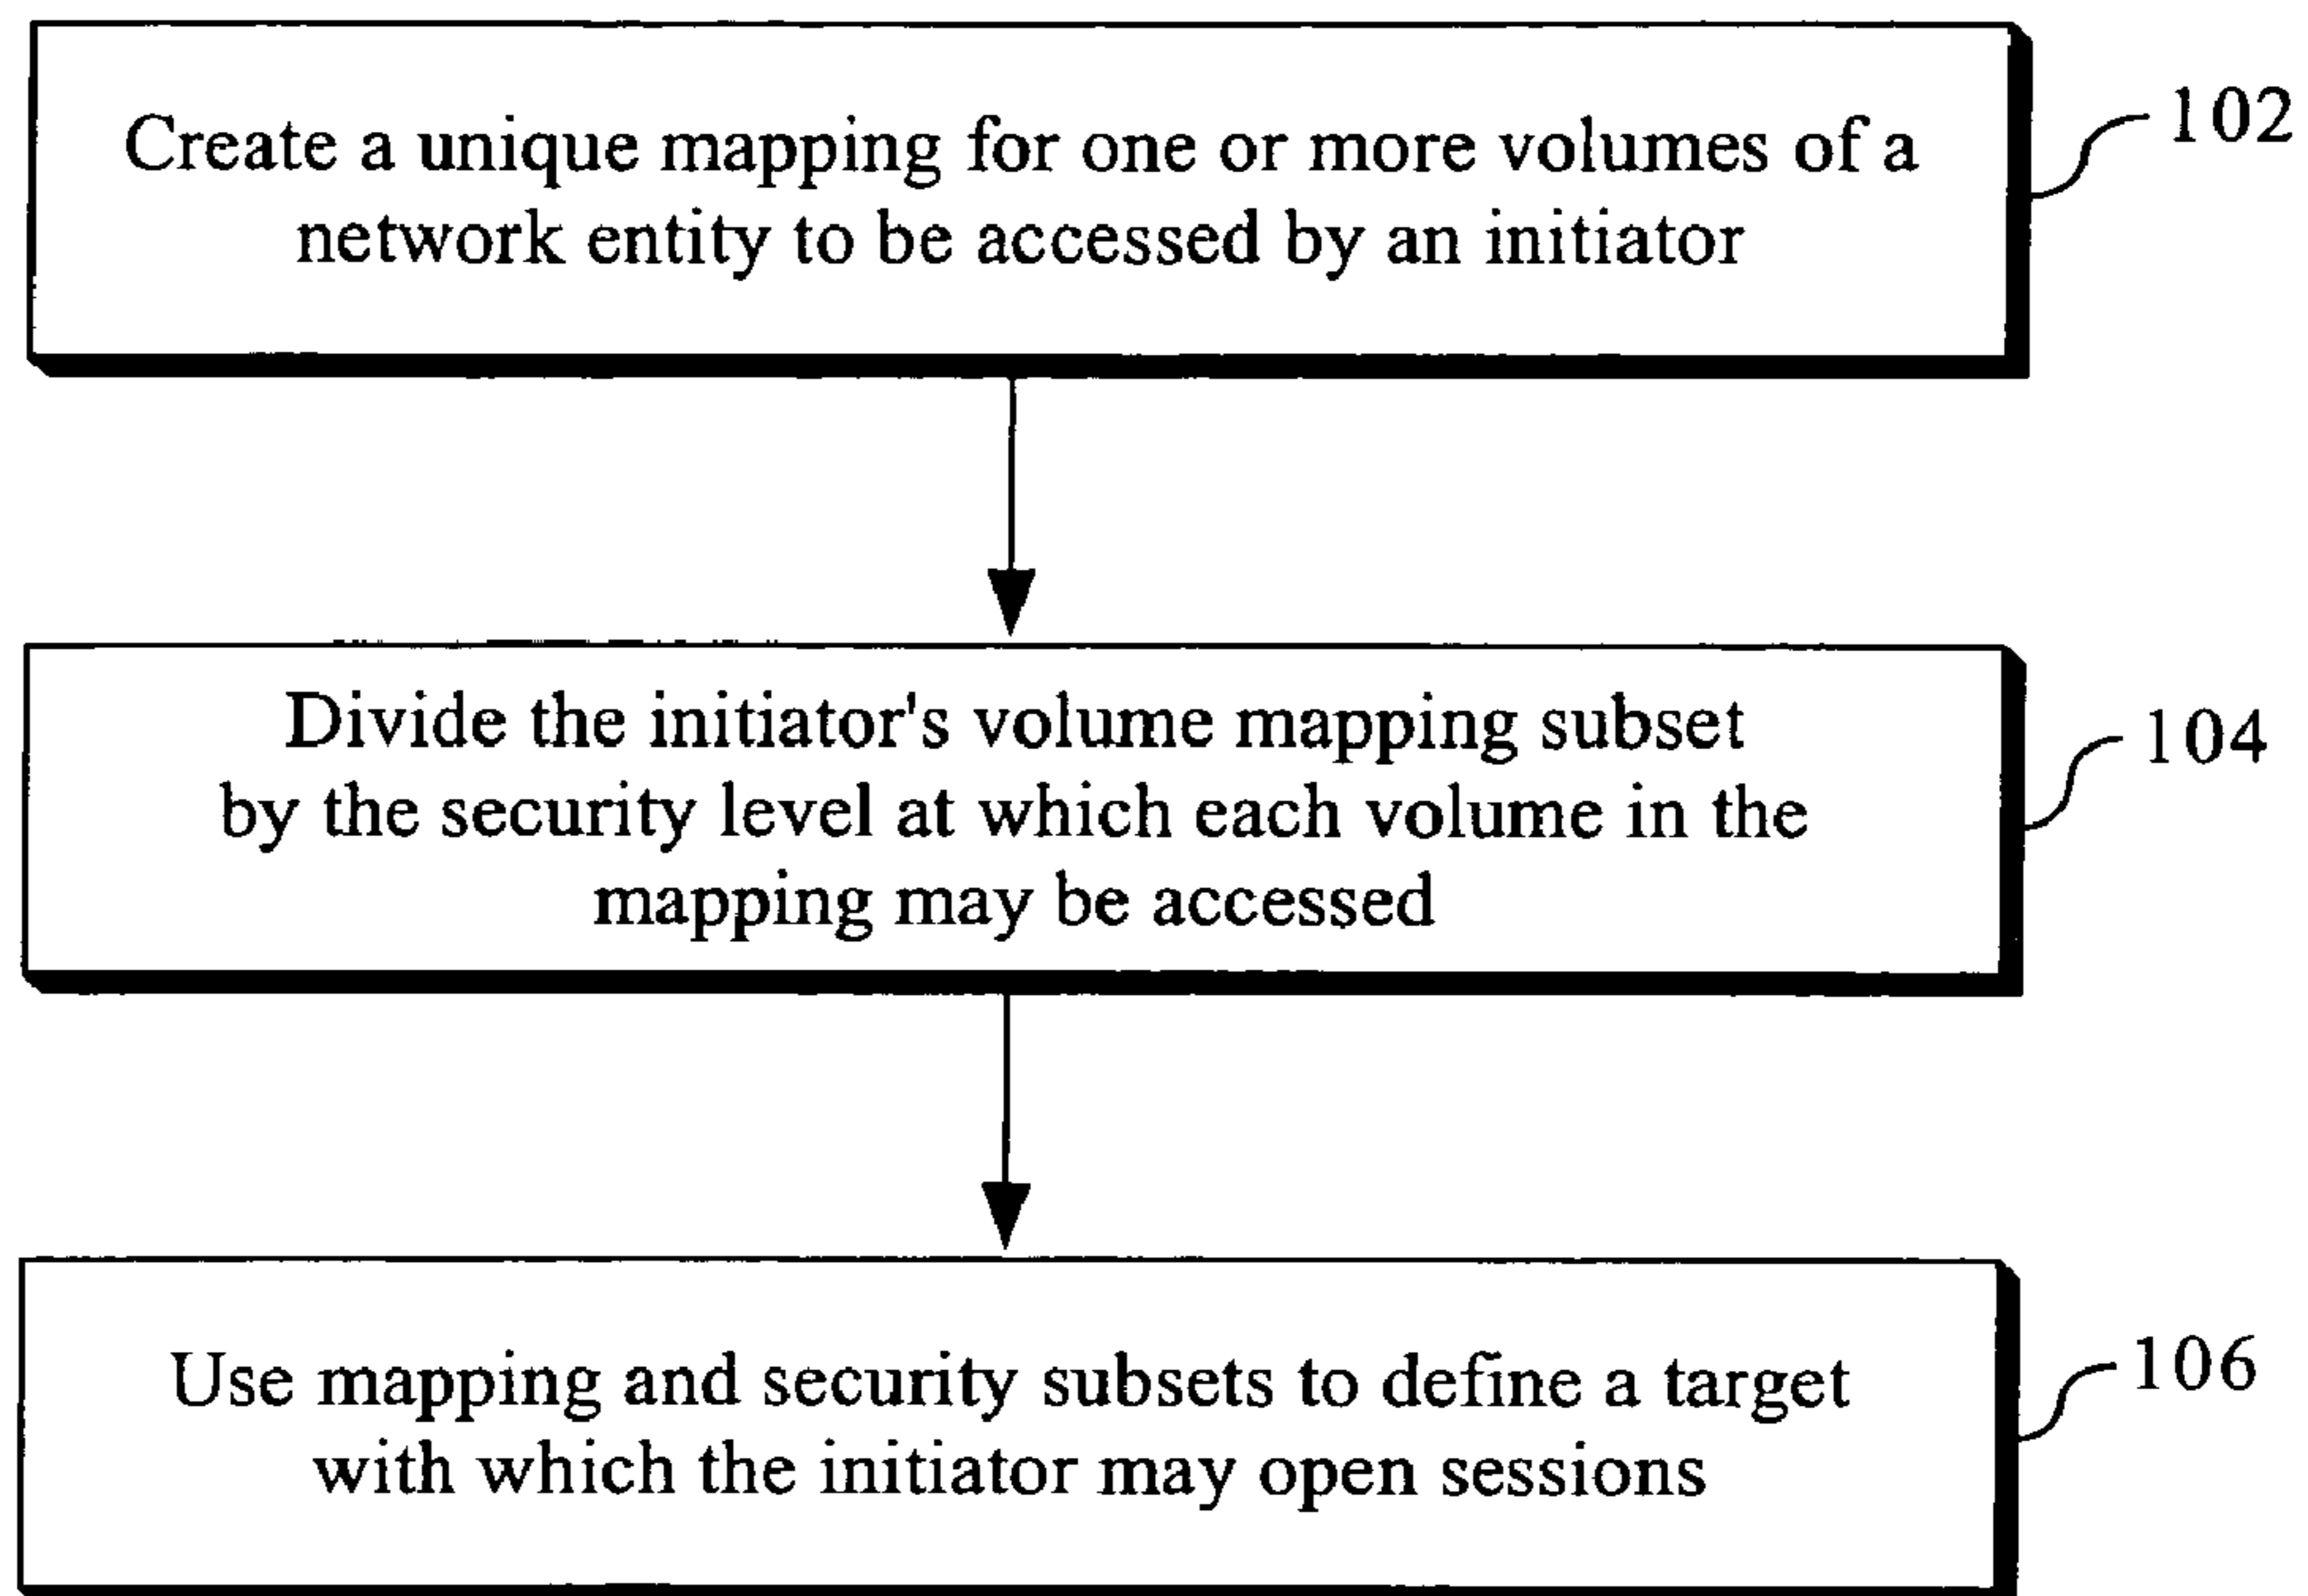 Create a unique mapping for one or more volumes of a
network entity to be accessed by an initiator
102
Divide the initiator's volume mapping subset
by the security level at which each volume in the
mapping may be accessed
104
Use mapping and security subsets to define a target
with which the initiator may open sessions
106